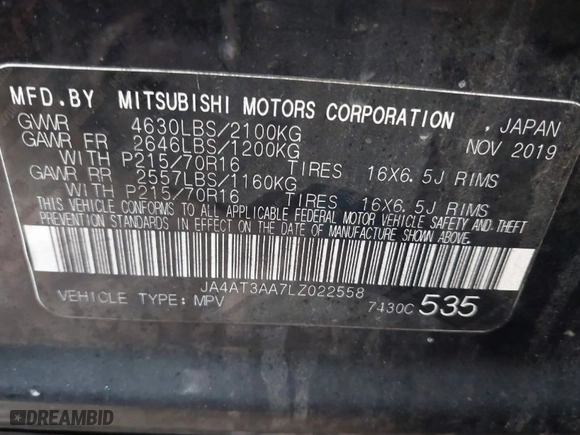 MFD.BY MITSUBISHI MOTORS CORPORATION , JAPAN
GVWR 4630LBS/2100KG NOV 2019
GAWR FR 2646LBS/1200KG
WITH P215/70R16 TIRES 16X6.5J RIMS
GAWR RR 2557LBS/1160KG
WITH P215/70R16 TIRES 16X6.5J RIMS
THIS VEHICLE CONFORMS TO ALL APPLICABLE FEDERAL MOTOR VEHICLE SAFETY AND THEFT
PREVENTION STANDARDS IN EFFECT ON THE DATE OF MANUFACTURE SHOWN ABOVE.
JA4AT3AA7LZ022558
VEHICLE TYPE: MPV 7430C 535
DREAMBID